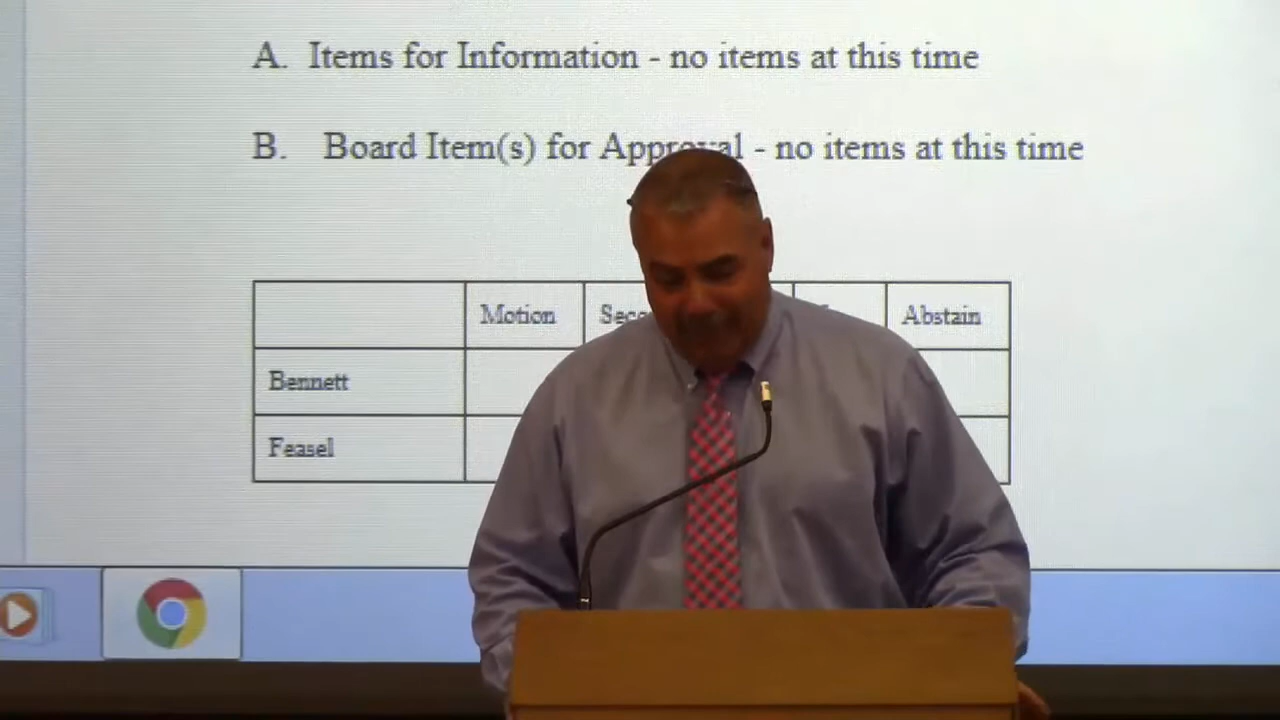 A. Items for Information - no items at this time
B. Board Item(s) for Approval - no items at this time
Motion Abstain
Bennett
Feasel